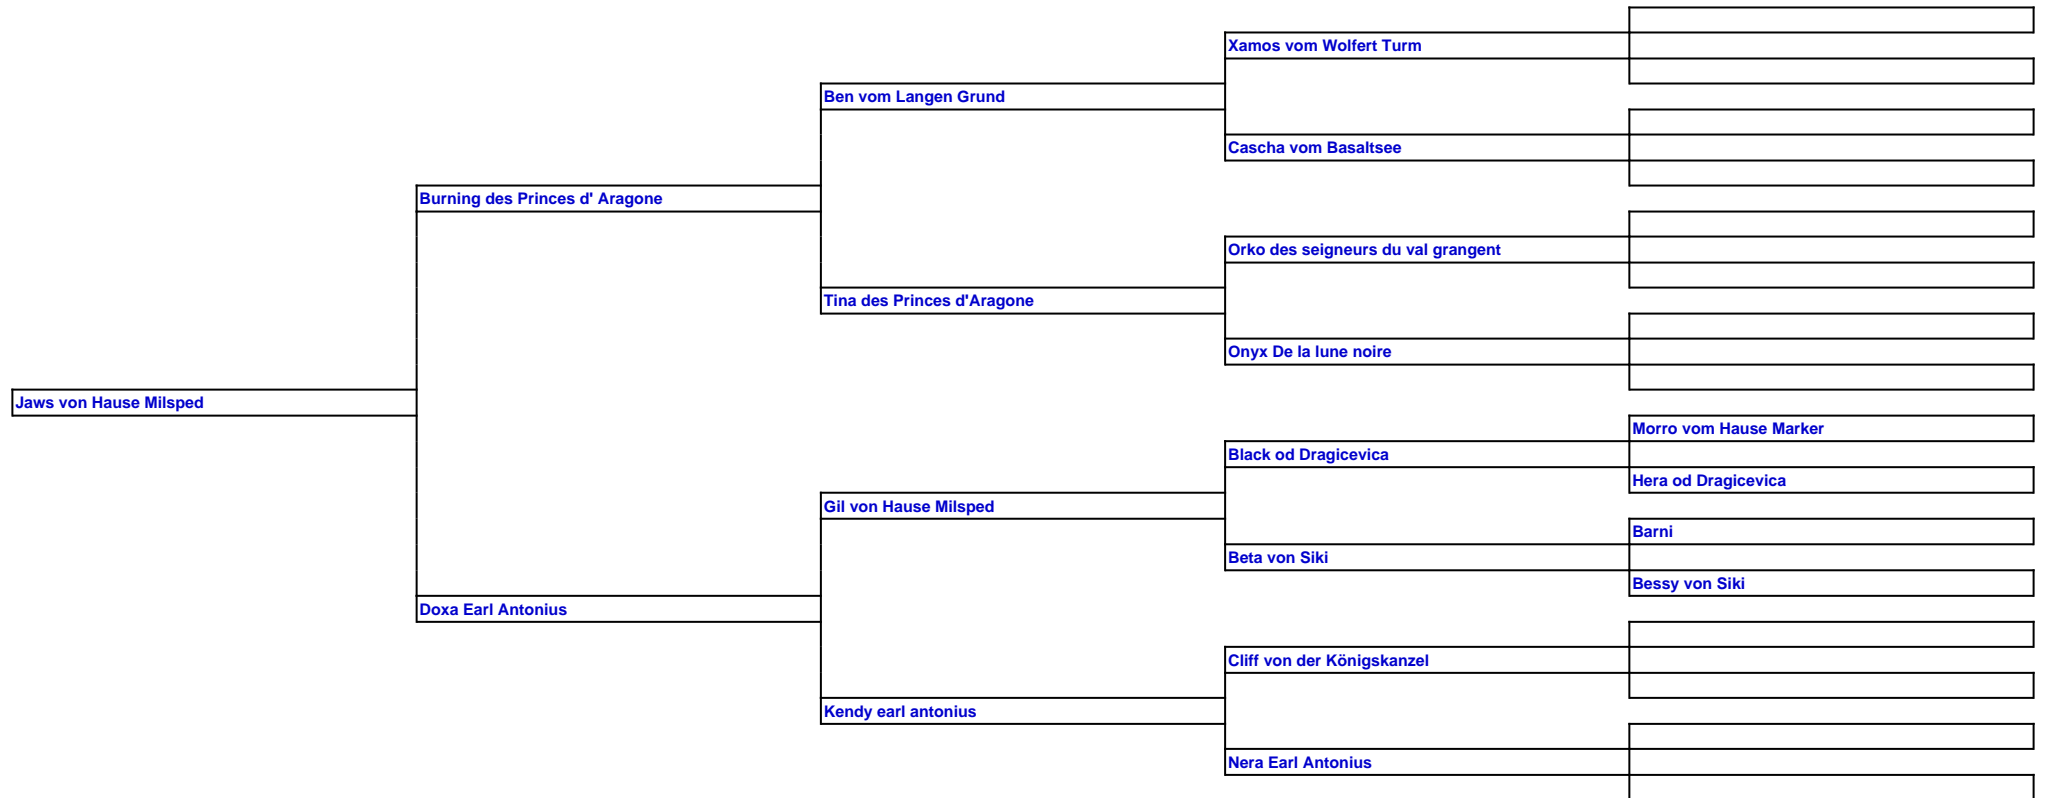 Xamos vom Wolfert Turm
Ben vom Langen Grund
Cascha vom Basaltsee
Burning des Princes d' Aragone
Orko des seigneurs du val grangent
Tina des Princes d'Aragone
Onyx De la lune noire
Jaws von Hause Milsped
Morro vom Hause Marker
Black od Dragicevica
Hera od Dragicevica
Gil von Hause Milsped
Barni
Beta von Siki
Bessy von Siki
Doxa Earl Antonius
Cliff von der Königskanzel
Kendy earl antonius
Nera Earl Antonius